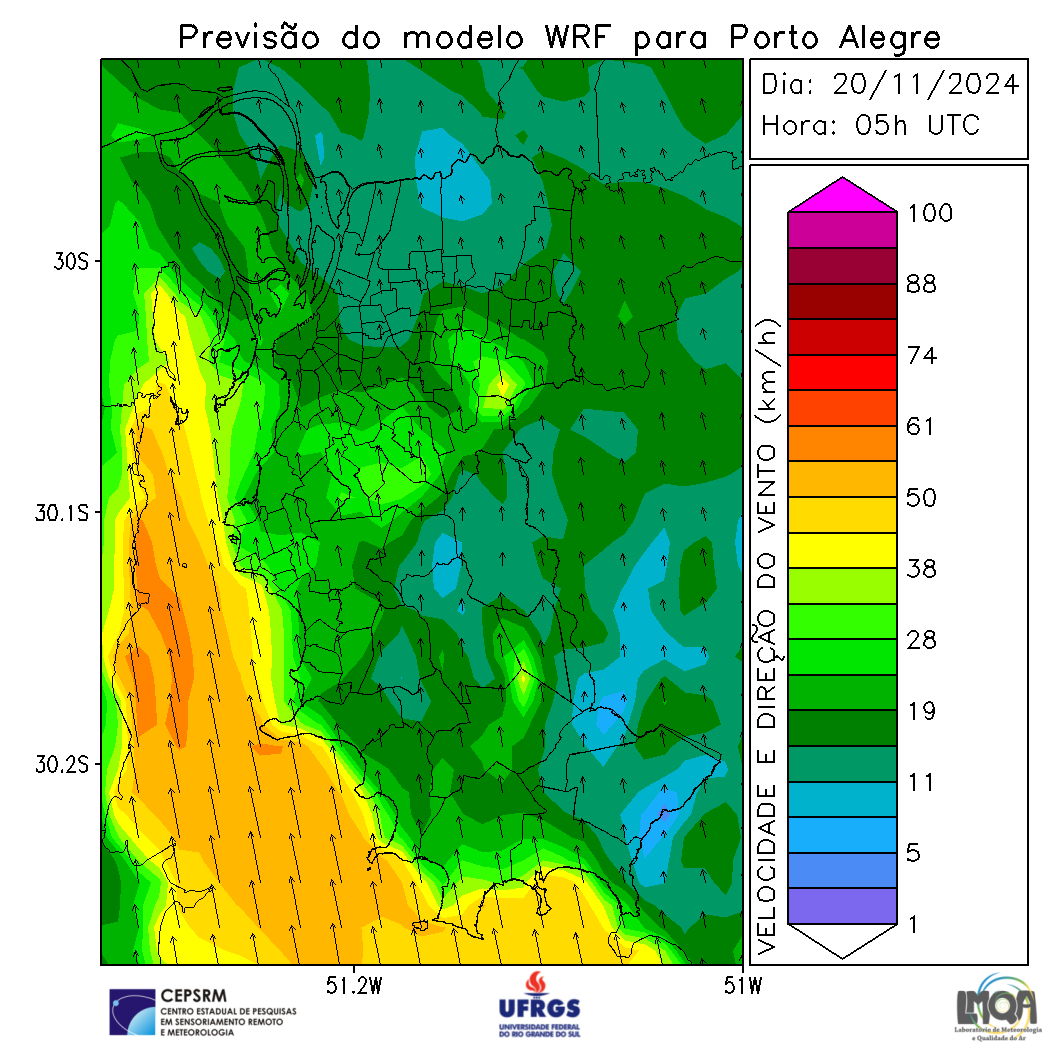 Previsão do modelo WRF para Porto Alegre
Dia: 20/11/2024
Hora: 05h UTC
30S
30.1S
30.2S
51.2W
51W
VELOCIDADE E DIREÇÃO DO VENTO (km/h)
100
88
74
61
50
38
28
19
11
5
1
CEPSRM
CENTRO ESTADUAL DE PESQUISAS
EM SENSORIAMENTO REMOTO
E METEOROLOGIA
UFRGS
UNIVERSIDADE FEDERAL
DO RIO GRANDE DO SUL
LMQA
Laboratório de Meteorologia
e Qualidade do Ar